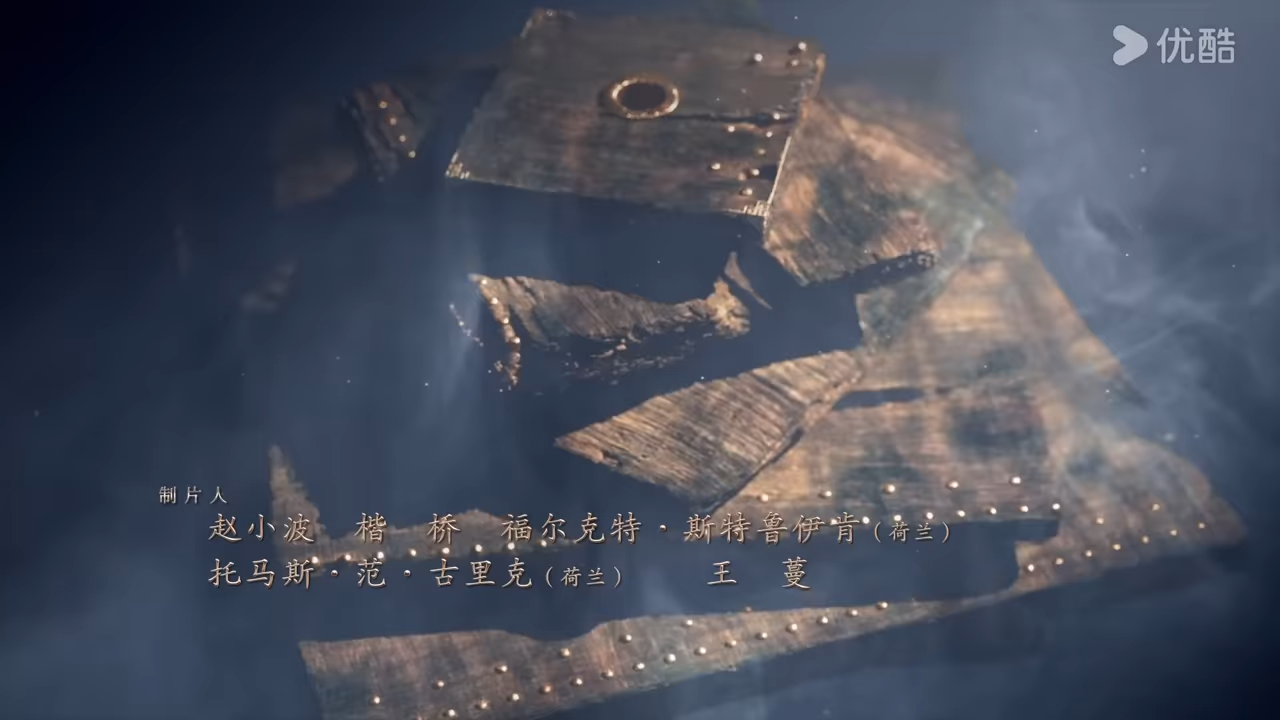 优酷
制片人
赵小波 楷 桥 福尔克特·斯特鲁伊肯(荷兰)
托马斯·范·古里克(荷兰) 王 蔓